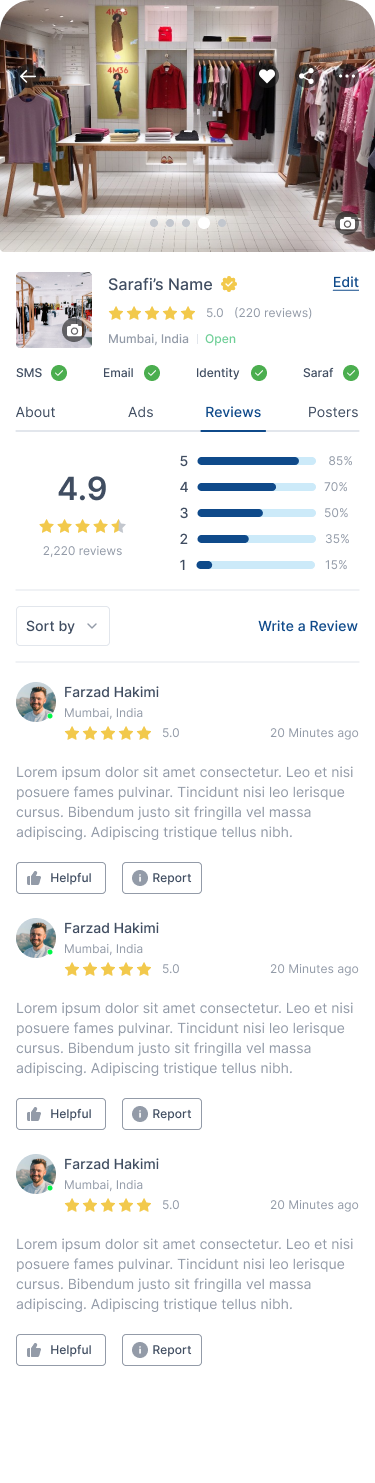 4M36
4M36
Sarafi's Name
Edit
5.0 (220 reviews)
Mumbai, India
Open
SMS
Email
Identity
Saraf
About
Ads
Reviews
Posters
4.9
2,220 reviews
5 85%
4 70%
3 50%
2 35%
1 15%
Sort by
Write a Review
Farzad Hakimi
Mumbai, India
5.0
20 Minutes ago
Lorem ipsum dolor sit amet consectetur. Leo et nisi
posuere fames pulvinar. Tincidunt nisi leo lerisque
cursus. Bibendum justo sit fringilla vel massa
adipiscing. Adipiscing tristique tellus nibh.
Helpful
Report
Farzad Hakimi
Mumbai, India
5.0
20 Minutes ago
Lorem ipsum dolor sit amet consectetur. Leo et nisi
posuere fames pulvinar. Tincidunt nisi leo lerisque
cursus. Bibendum justo sit fringilla vel massa
adipiscing. Adipiscing tristique tellus nibh.
Helpful
Report
Farzad Hakimi
Mumbai, India
5.0
20 Minutes ago
Lorem ipsum dolor sit amet consectetur. Leo et nisi
posuere fames pulvinar. Tincidunt nisi leo lerisque
cursus. Bibendum justo sit fringilla vel massa
adipiscing. Adipiscing tristique tellus nibh.
Helpful
Report